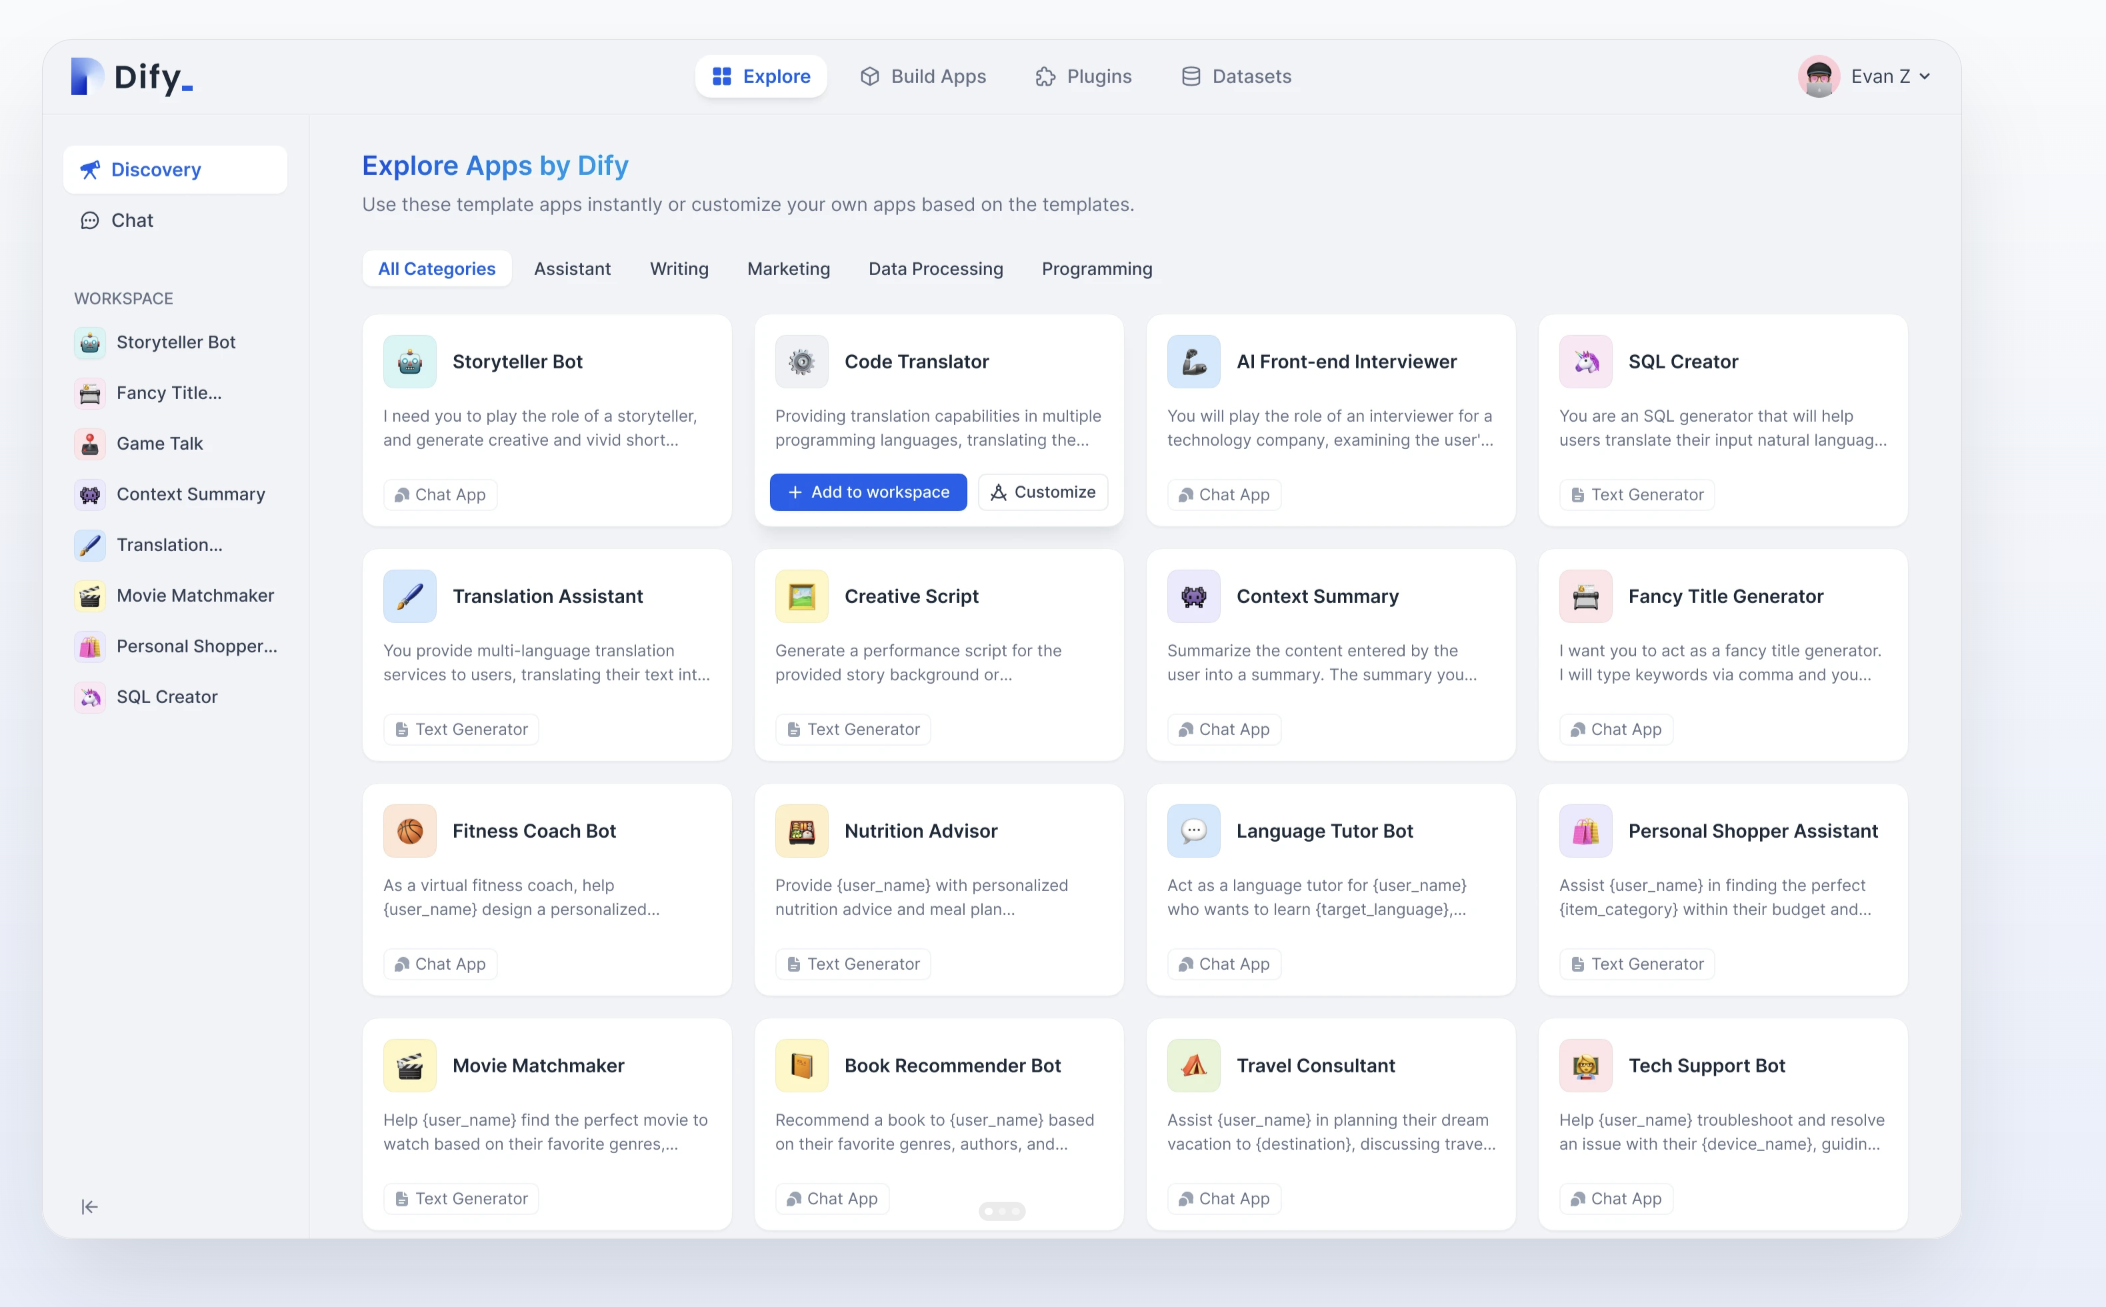 Dify_
Explore
Build Apps
Plugins
Datasets
Evan Z
Discovery
Chat
WORKSPACE
Storyteller Bot
Fancy Title...
Game Talk
Context Summary
Translation...
Movie Matchmaker
Personal Shopper...
SQL Creator
Explore Apps by Dify
Use these template apps instantly or customize your own apps based on the templates.
All Categories
Assistant
Writing
Marketing
Data Processing
Programming
Storyteller Bot
I need you to play the role of a storyteller,
and generate creative and vivid short...
Chat App
Code Translator
Providing translation capabilities in multiple
programming languages, translating the...
+ Add to workspace
Customize
AI Front-end Interviewer
You will play the role of an interviewer for a
technology company, examining the user'...
Chat App
SQL Creator
You are an SQL generator that will help
users translate their input natural languag...
Text Generator
Translation Assistant
You provide multi-language translation
services to users, translating their text int...
Text Generator
Creative Script
Generate a performance script for the
provided story background or...
Text Generator
Context Summary
Summarize the content entered by the
user into a summary. The summary you...
Chat App
Fancy Title Generator
I want you to act as a fancy title generator.
I will type keywords via comma and you...
Chat App
Fitness Coach Bot
As a virtual fitness coach, help
{user_name} design a personalized...
Chat App
Nutrition Advisor
Provide {user_name} with personalized
nutrition advice and meal plan...
Text Generator
Language Tutor Bot
Act as a language tutor for {user_name}
who wants to learn {target_language},...
Chat App
Personal Shopper Assistant
Assist {user_name} in finding the perfect
{item_category} within their budget and...
Text Generator
Movie Matchmaker
Help {user_name} find the perfect movie to
watch based on their favorite genres,...
Text Generator
Book Recommender Bot
Recommend a book to {user_name} based
on their favorite genres, authors, and...
Chat App
Travel Consultant
Assist {user_name} in planning their dream
vacation to {destination}, discussing trave...
Chat App
Tech Support Bot
Help {user_name} troubleshoot and resolve
an issue with their {device_name}, guidin...
Chat App